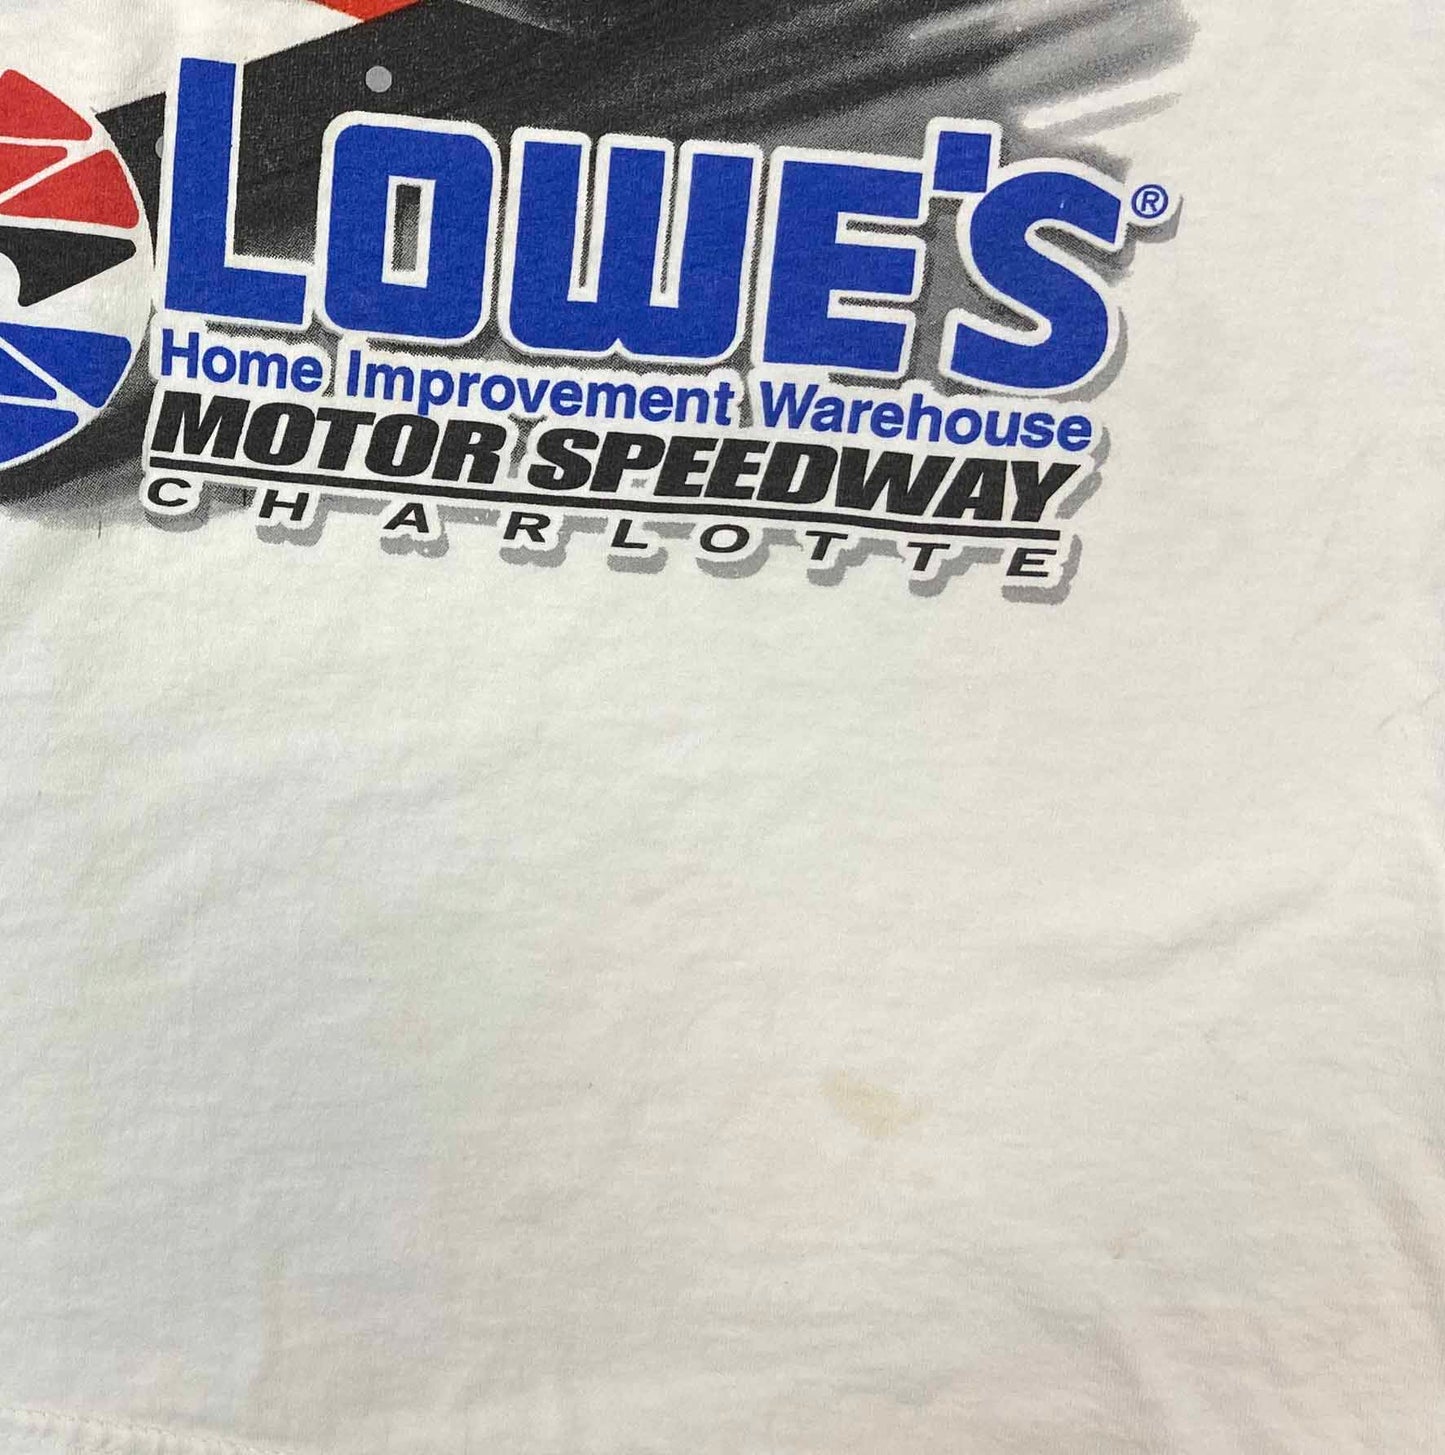 LOWE'S®
Home Improvement Warehouse
MOTOR SPEEDWAY
CHARLOTTE